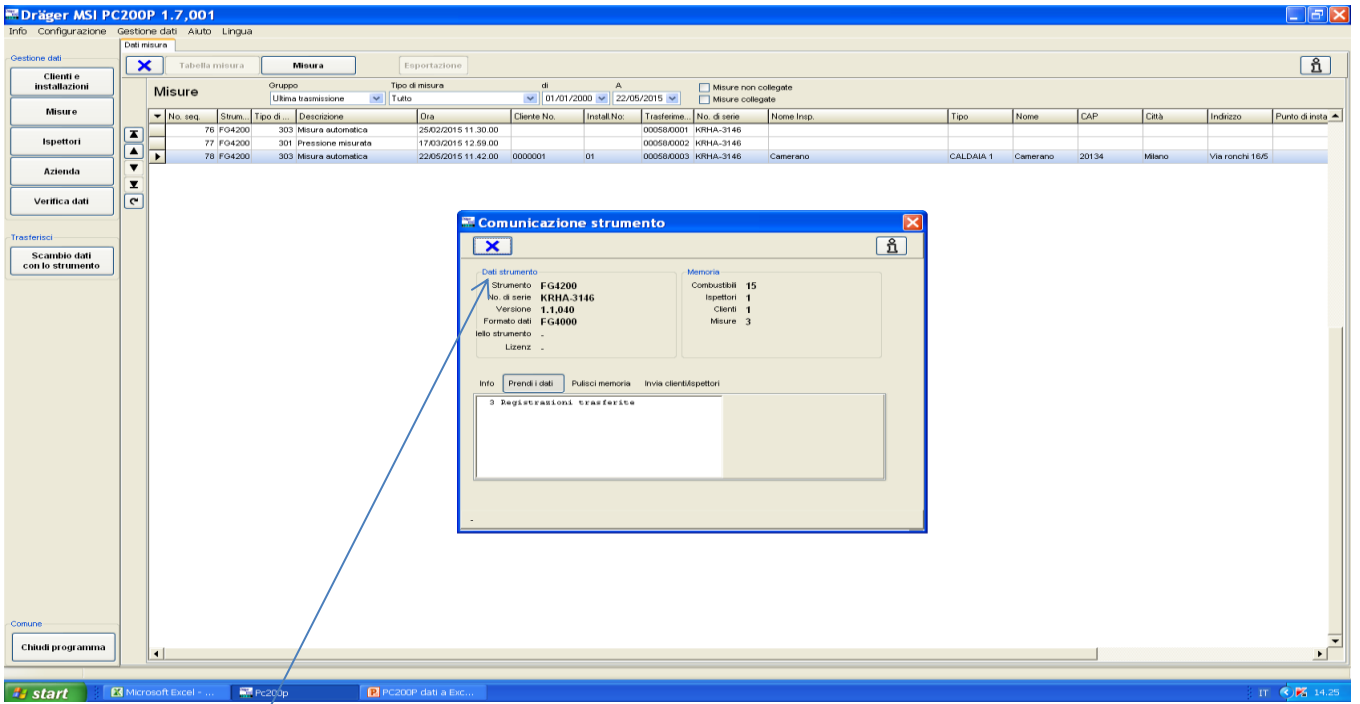 Dräger MSI PC200P 1.7,001
Info Configurazione Gestione dati Aiuto Lingua
Dati misura
Gestione dati
Clienti e installazioni
Misure
Ispettori
Azienda
Verifica dati
Trasferisci
Scambio dati con lo strumento
Comune
Chiudi programma
Tabella misura Misura Esportazione
Misure
Gruppo Tipo di misura di A
Ultima trasmissione Tutto 01/01/2000 22/05/2015
Misure non collegate
Misure collegate
No. seq. Strum... Tipo di ... Descrizione Ora Cliente No. Install.No: Trasferime... No. di serie Nome Insp. Tipo Nome CAP Città Indirizzo Punto di insta
76 FG4200 303 Misura automatica 25/02/2015 11.30.00 00058/0001 KRHA-3146
77 FG4200 301 Pressione misurata 17/03/2015 12.59.00 00058/0002 KRHA-3146
78 FG4200 303 Misura automatica 22/05/2015 11.42.00 0000001 01 00058/0003 KRHA-3146 Camerano CALDAIA 1 Camerano 20134 Milano Via ronchi 16/5
Comunicazione strumento
Dati strumento
Strumento FG4200
No. di serie KRHA-3146
Versione 1.1,040
Formato dati FG4000
lello strumento -
Lizenz -
Memoria
Combustibili 15
Ispettori 1
Clienti 1
Misure 3
Info Prendi i dati Pulisci memoria Invia clienti/ispettori
3 Registrazioni trasferite
-
start Microsoft Excel - ... Pc200p PC200P dati a Exc... IT 14.25